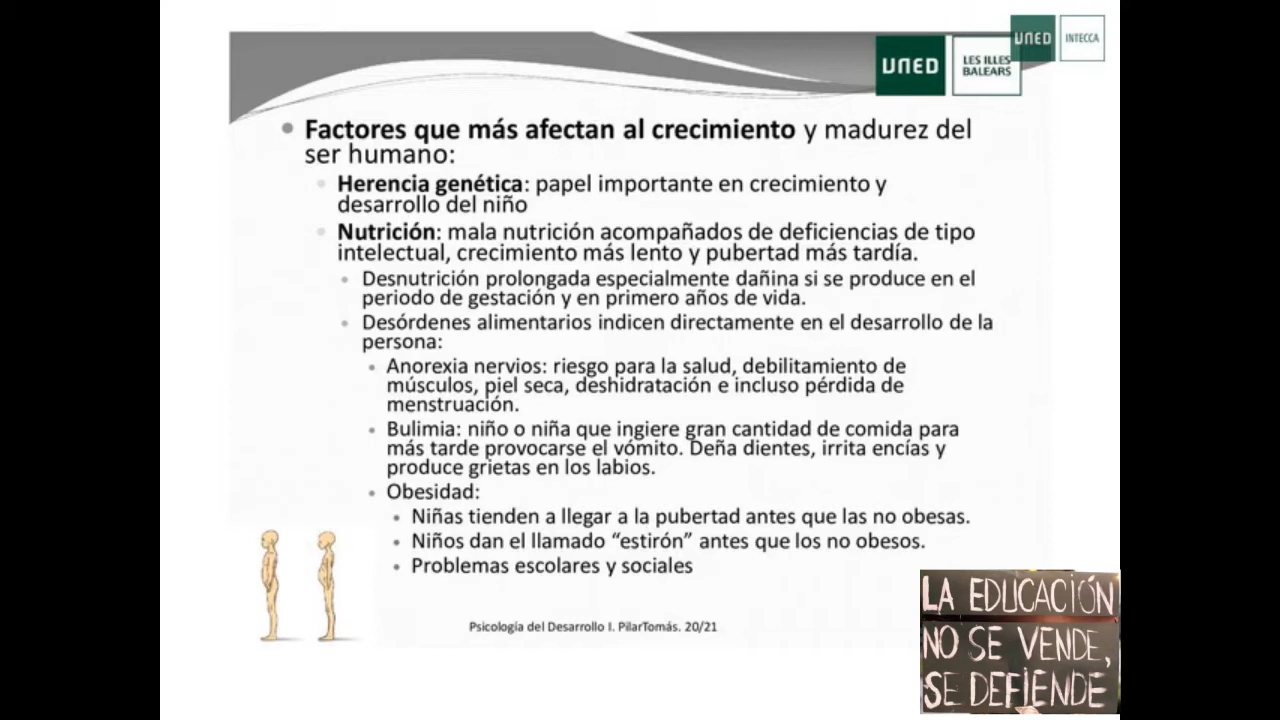 UNED
INTECCA
UNED
LES ILLES
BALEARS
Factores que más afectan al crecimiento y madurez del
ser humano:
Herencia genética: papel importante en crecimiento y
desarrollo del niño
Nutrición: mala nutrición acompañados de deficiencias de tipo
intelectual, crecimiento más lento y pubertad más tardía.
Desnutrición prolongada especialmente dañina si se produce en el
periodo de gestación y en primero años de vida.
Desórdenes alimentarios indicen directamente en el desarrollo de la
persona:
Anorexia nervios: riesgo para la salud, debilitamiento de
músculos, piel seca, deshidratación e incluso pérdida de
menstruación.
Bulimia: niño o niña que ingiere gran cantidad de comida para
más tarde provocarse el vómito. Deña dientes, irrita encías y
produce grietas en los labios.
Obesidad:
Niñas tienden a llegar a la pubertad antes que las no obesas.
Niños dan el llamado “estirón” antes que los no obesos.
Problemas escolares y sociales
Psicología del Desarrollo I. PilarTomás. 20/21
LA EDUCACIÓN
NO SE VENDE,
SE DEFIENDE